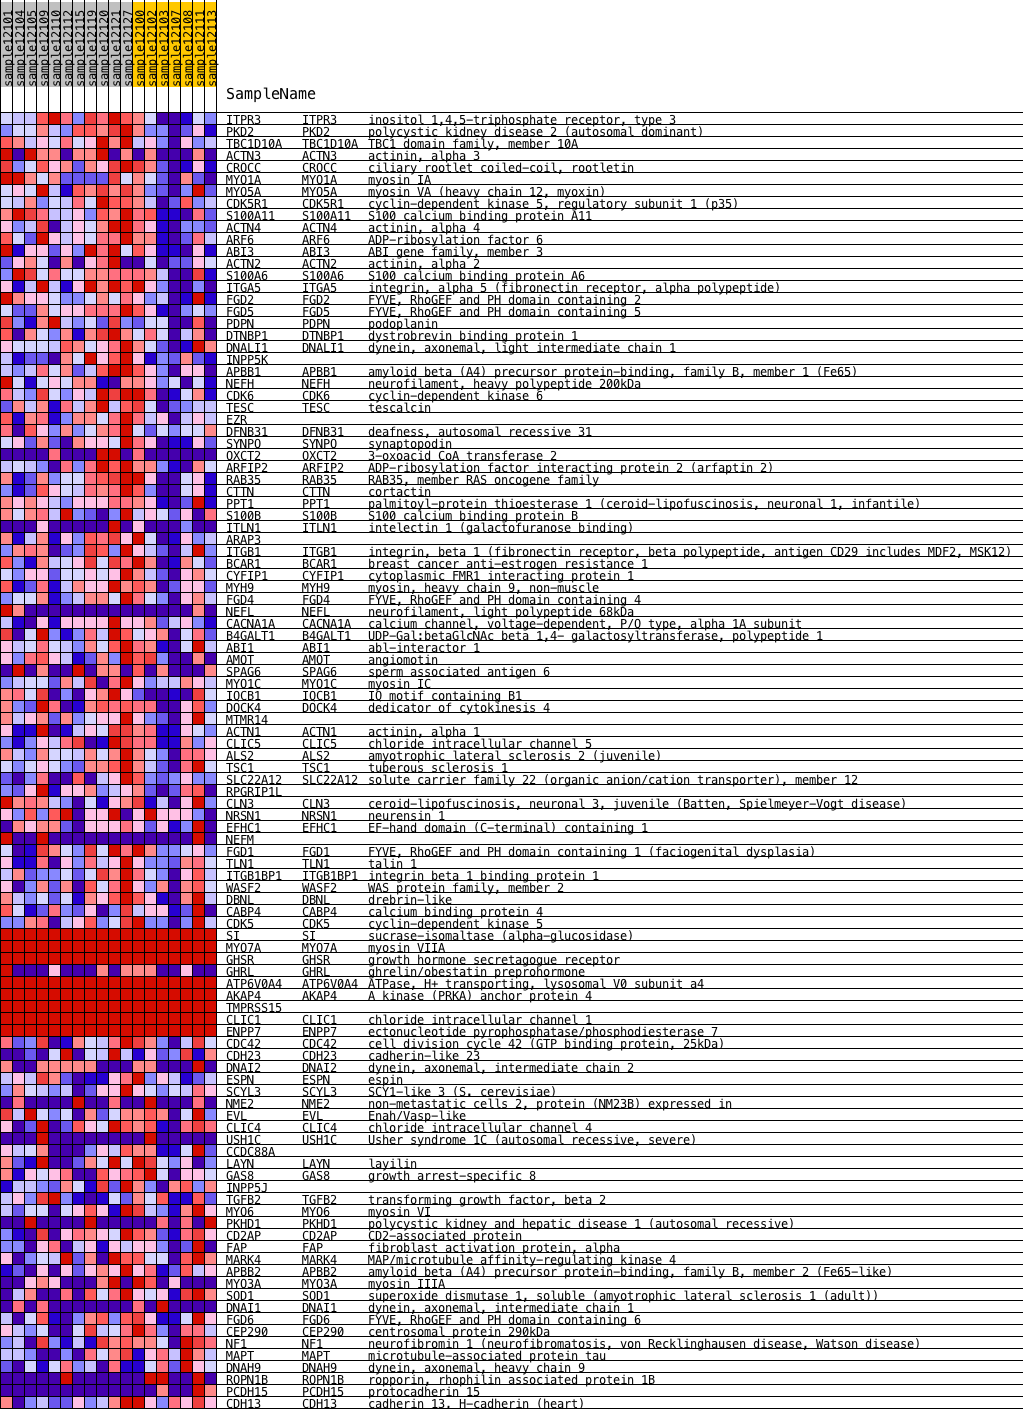 sample12101
sample12104
sample12105
sample12109
sample12110
sample12112
sample12115
sample12119
sample12120
sample12121
sample12127
sample12100
sample12102
sample12103
sample12107
sample12108
sample12111
sample12113
SampleName
ITPR3 ITPR3 inositol 1,4,5-triphosphate receptor, type 3
PKD2 PKD2 polycystic kidney disease 2 (autosomal dominant)
TBC1D10A TBC1D10A TBC1 domain family, member 10A
ACTN3 ACTN3 actinin, alpha 3
CROCC CROCC ciliary rootlet coiled-coil, rootletin
MYO1A MYO1A myosin IA
MYO5A MYO5A myosin VA (heavy chain 12, myoxin)
CDK5R1 CDK5R1 cyclin-dependent kinase 5, regulatory subunit 1 (p35)
S100A11 S100A11 S100 calcium binding protein A11
ACTN4 ACTN4 actinin, alpha 4
ARF6 ARF6 ADP-ribosylation factor 6
ABI3 ABI3 ABI gene family, member 3
ACTN2 ACTN2 actinin, alpha 2
S100A6 S100A6 S100 calcium binding protein A6
ITGA5 ITGA5 integrin, alpha 5 (fibronectin receptor, alpha polypeptide)
FGD2 FGD2 FYVE, RhoGEF and PH domain containing 2
FGD5 FGD5 FYVE, RhoGEF and PH domain containing 5
PDPN PDPN podoplanin
DTNBP1 DTNBP1 dystrobrevin binding protein 1
DNALI1 DNALI1 dynein, axonemal, light intermediate chain 1
INPP5K
APBB1 APBB1 amyloid beta (A4) precursor protein-binding, family B, member 1 (Fe65)
NEFH NEFH neurofilament, heavy polypeptide 200kDa
CDK6 CDK6 cyclin-dependent kinase 6
TESC TESC tescalcin
EZR
DFNB31 DFNB31 deafness, autosomal recessive 31
SYNPO SYNPO synaptopodin
OXCT2 OXCT2 3-oxoacid CoA transferase 2
ARFIP2 ARFIP2 ADP-ribosylation factor interacting protein 2 (arfaptin 2)
RAB35 RAB35 RAB35, member RAS oncogene family
CTTN CTTN cortactin
PPT1 PPT1 palmitoyl-protein thioesterase 1 (ceroid-lipofuscinosis, neuronal 1, infantile)
S100B S100B S100 calcium binding protein B
ITLN1 ITLN1 intelectin 1 (galactofuranose binding)
ARAP3
ITGB1 ITGB1 integrin, beta 1 (fibronectin receptor, beta polypeptide, antigen CD29 includes MDF2, MSK12)
BCAR1 BCAR1 breast cancer anti-estrogen resistance 1
CYFIP1 CYFIP1 cytoplasmic FMR1 interacting protein 1
MYH9 MYH9 myosin, heavy chain 9, non-muscle
FGD4 FGD4 FYVE, RhoGEF and PH domain containing 4
NEFL NEFL neurofilament, light polypeptide 68kDa
CACNA1A CACNA1A calcium channel, voltage-dependent, P/Q type, alpha 1A subunit
B4GALT1 B4GALT1 UDP-Gal:betaGlcNAc beta 1,4- galactosyltransferase, polypeptide 1
ABI1 ABI1 abl-interactor 1
AMOT AMOT angiomotin
SPAG6 SPAG6 sperm associated antigen 6
MYO1C MYO1C myosin IC
IQCB1 IQCB1 IQ motif containing B1
DOCK4 DOCK4 dedicator of cytokinesis 4
MTMR14
ACTN1 ACTN1 actinin, alpha 1
CLIC5 CLIC5 chloride intracellular channel 5
ALS2 ALS2 amyotrophic lateral sclerosis 2 (juvenile)
TSC1 TSC1 tuberous sclerosis 1
SLC22A12 SLC22A12 solute carrier family 22 (organic anion/cation transporter), member 12
RPGRIP1L
CLN3 CLN3 ceroid-lipofuscinosis, neuronal 3, juvenile (Batten, Spielmeyer-Vogt disease)
NRSN1 NRSN1 neurensin 1
EFHC1 EFHC1 EF-hand domain (C-terminal) containing 1
NEFM
FGD1 FGD1 FYVE, RhoGEF and PH domain containing 1 (faciogenital dysplasia)
TLN1 TLN1 talin 1
ITGB1BP1 ITGB1BP1 integrin beta 1 binding protein 1
WASF2 WASF2 WAS protein family, member 2
DBNL DBNL drebrin-like
CABP4 CABP4 calcium binding protein 4
CDK5 CDK5 cyclin-dependent kinase 5
SI SI sucrase-isomaltase (alpha-glucosidase)
MYO7A MYO7A myosin VIIA
GHSR GHSR growth hormone secretagogue receptor
GHRL GHRL ghrelin/obestatin preprohormone
ATP6V0A4 ATP6V0A4 ATPase, H+ transporting, lysosomal V0 subunit a4
AKAP4 AKAP4 A kinase (PRKA) anchor protein 4
TMPRSS15
CLIC1 CLIC1 chloride intracellular channel 1
ENPP7 ENPP7 ectonucleotide pyrophosphatase/phosphodiesterase 7
CDC42 CDC42 cell division cycle 42 (GTP binding protein, 25kDa)
CDH23 CDH23 cadherin-like 23
DNAI2 DNAI2 dynein, axonemal, intermediate chain 2
ESPN ESPN espin
SCYL3 SCYL3 SCY1-like 3 (S. cerevisiae)
NME2 NME2 non-metastatic cells 2, protein (NM23B) expressed in
EVL EVL Enah/Vasp-like
CLIC4 CLIC4 chloride intracellular channel 4
USH1C USH1C Usher syndrome 1C (autosomal recessive, severe)
CCDC88A
LAYN LAYN layilin
GAS8 GAS8 growth arrest-specific 8
INPP5J
TGFB2 TGFB2 transforming growth factor, beta 2
MYO6 MYO6 myosin VI
PKHD1 PKHD1 polycystic kidney and hepatic disease 1 (autosomal recessive)
CD2AP CD2AP CD2-associated protein
FAP FAP fibroblast activation protein, alpha
MARK4 MARK4 MAP/microtubule affinity-regulating kinase 4
APBB2 APBB2 amyloid beta (A4) precursor protein-binding, family B, member 2 (Fe65-like)
MYO3A MYO3A myosin IIIA
SOD1 SOD1 superoxide dismutase 1, soluble (amyotrophic lateral sclerosis 1 (adult))
DNAI1 DNAI1 dynein, axonemal, intermediate chain 1
FGD6 FGD6 FYVE, RhoGEF and PH domain containing 6
CEP290 CEP290 centrosomal protein 290kDa
NF1 NF1 neurofibromin 1 (neurofibromatosis, von Recklinghausen disease, Watson disease)
MAPT MAPT microtubule-associated protein tau
DNAH9 DNAH9 dynein, axonemal, heavy chain 9
ROPN1B ROPN1B ropporin, rhophilin associated protein 1B
PCDH15 PCDH15 protocadherin 15
CDH13 CDH13 cadherin 13, H-cadherin (heart)